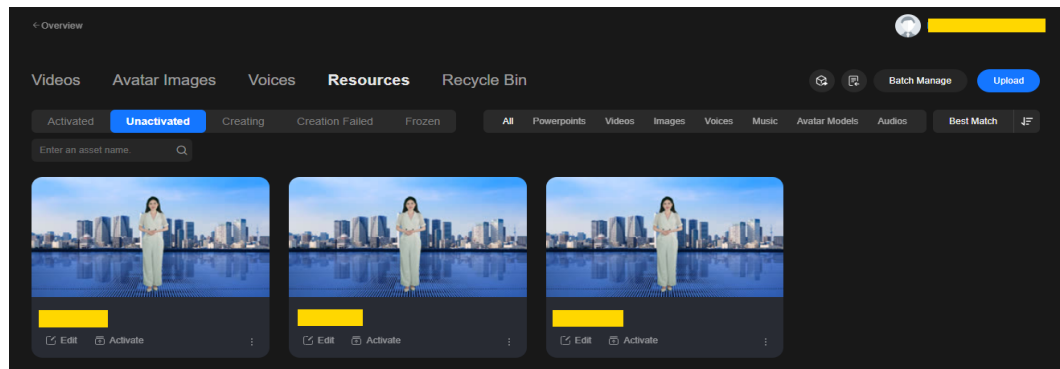 ← Overview
Videos Avatar Images Voices Resources Recycle Bin Batch Manage Upload
Activated Unactivated Creating Creation Failed Frozen All Powerpoints Videos Images Voices Music Avatar Models Audios Best Match
Enter an asset name.
Edit Activate Edit Activate Edit Activate